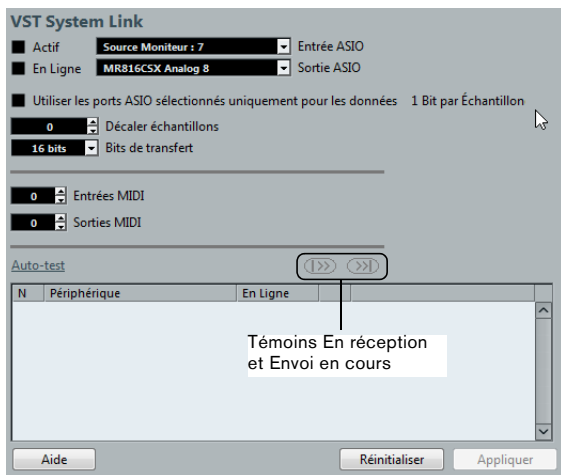 VST System Link
Actif Source Moniteur : 7 Entrée ASIO
En Ligne MR816CSX Analog 8 Sortie ASIO
Utiliser les ports ASIO sélectionnés uniquement pour les données 1 Bit par Échantillon
0 Décaler échantillons
16 bits Bits de transfert
0 Entrées MIDI
0 Sorties MIDI
Auto-test
N Périphérique En Ligne
Témoins En réception
et Envoi en cours
Aide Réinitialiser Appliquer